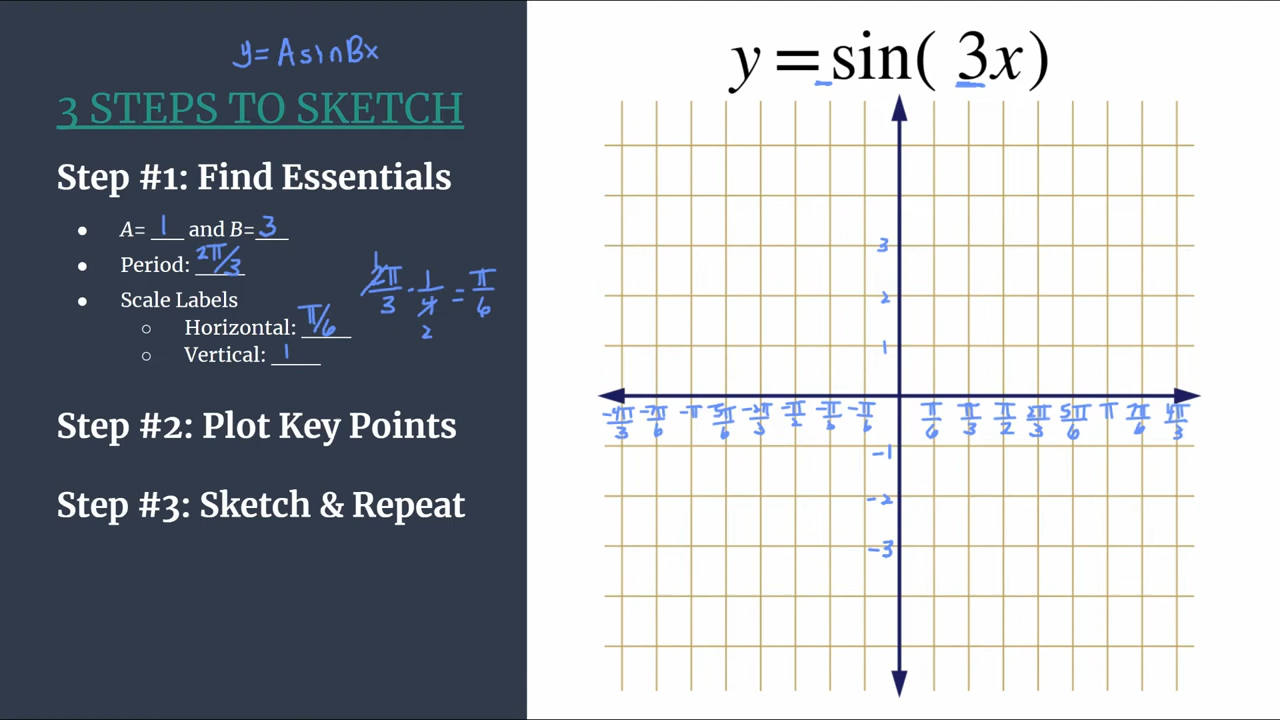 y = A sin Bx
3 STEPS TO SKETCH
Step #1: Find Essentials
● A= 1 and B= 3
● Period: 2π/3
● Scale Labels
○ Horizontal: π/6
○ Vertical: 1
2π/3 · 1/4 = π/6
1
2
Step #2: Plot Key Points
Step #3: Sketch & Repeat
y = sin( 3x)
3
2
1
-4π/3 -7π/6 -π -5π/6 -2π/3 -π/2 -π/3 -π/6 π/6 π/3 π/2 2π/3 5π/6 π 7π/6 4π/3
-1
-2
-3